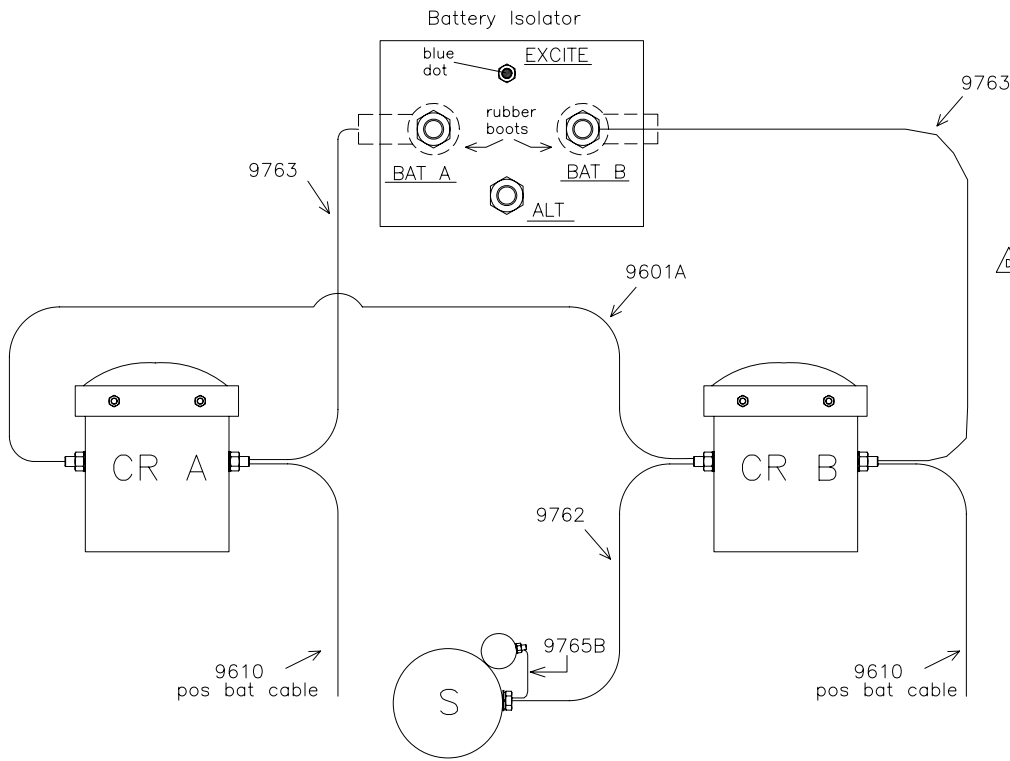 Battery Isolator
blue
dot
EXCITE
rubber
boots
BAT A
BAT B
ALT
9763
9763
9601A
CR A
CR B
9762
9765B
S
9610
pos bat cable
9610
pos bat cable